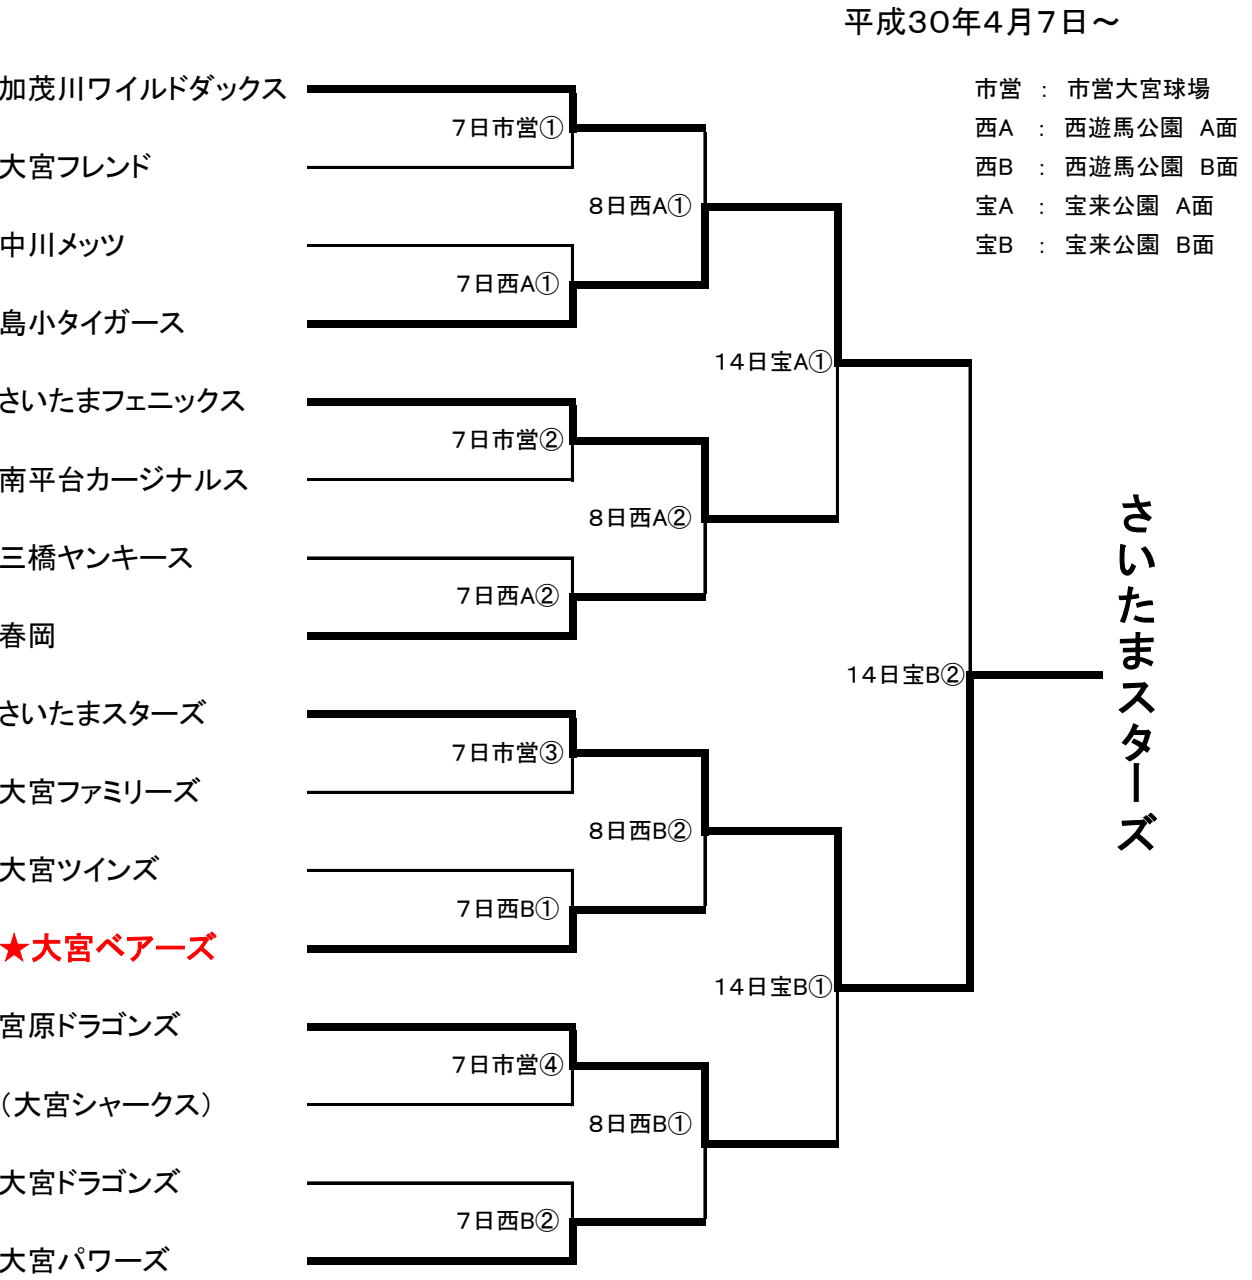 平成30年4月7日～
加茂川ワイルドダックス
市営 ： 市営大宮球場
7日市営①
西A ： 西遊馬公園 A面
大宮フレンド
西B ： 西遊馬公園 B面
8日西A①
宝A ： 宝来公園 A面
中川メッツ
宝B ： 宝来公園 B面
7日西A①
島小タイガース
14日宝A①
さいたまフェニックス
7日市営②
南平台カージナルス
8日西A②
三橋ヤンキース
7日西A②
春岡
14日宝B②
さいたまスターズ
さいたまスターズ
7日市営③
大宮ファミリーズ
8日西B②
大宮ツインズ
7日西B①
★大宮ベアーズ
14日宝B①
宮原ドラゴンズ
7日市営④
（大宮シャークス）
8日西B①
大宮ドラゴンズ
7日西B②
大宮パワーズ